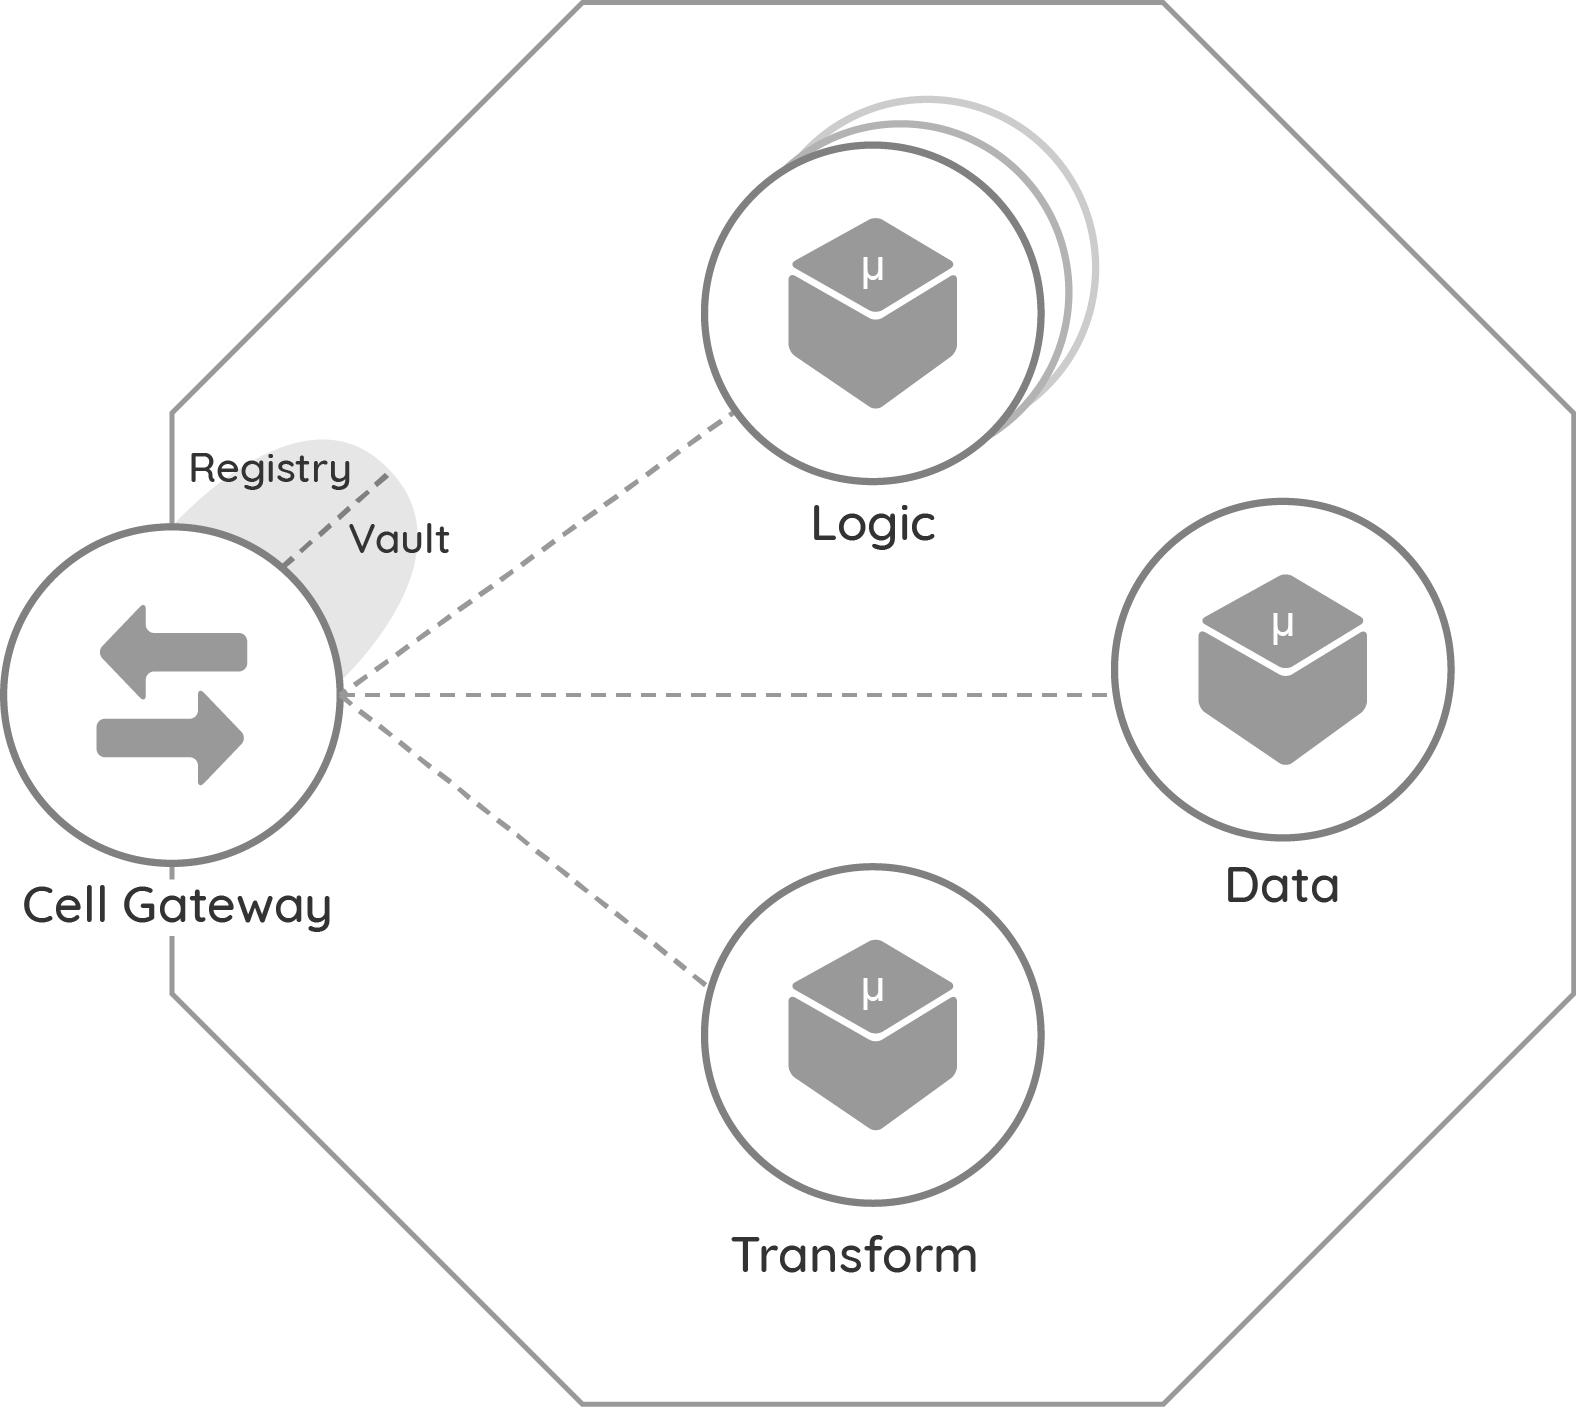 μ
Logic
Registry
Vault
Cell Gateway
μ
Data
μ
Transform